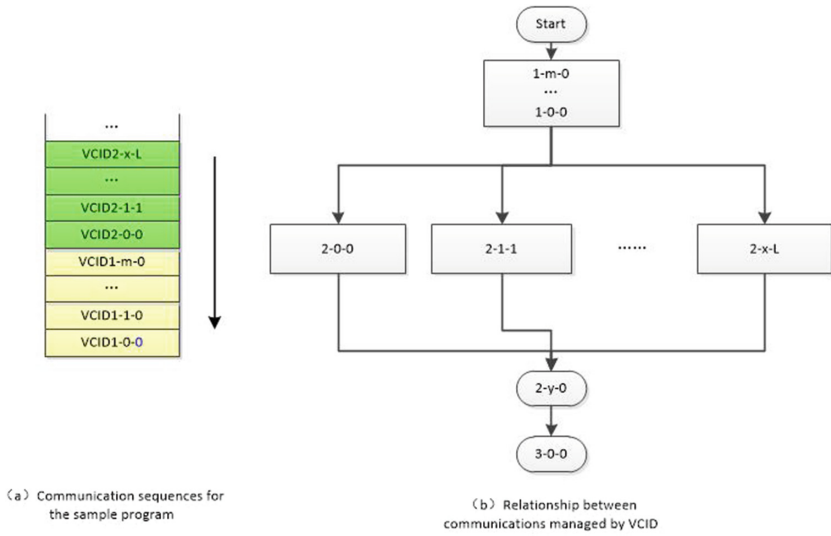 ...
VCID2-x-L
...
VCID2-1-1
VCID2-0-0
VCID1-m-0
...
VCID1-1-0
VCID1-0-0
（a）Communication sequences for
the sample program
Start
1-m-0
...
1-0-0
2-0-0
2-1-1
......
2-x-L
2-y-0
3-0-0
（b）Relationship between
communications managed by VCID